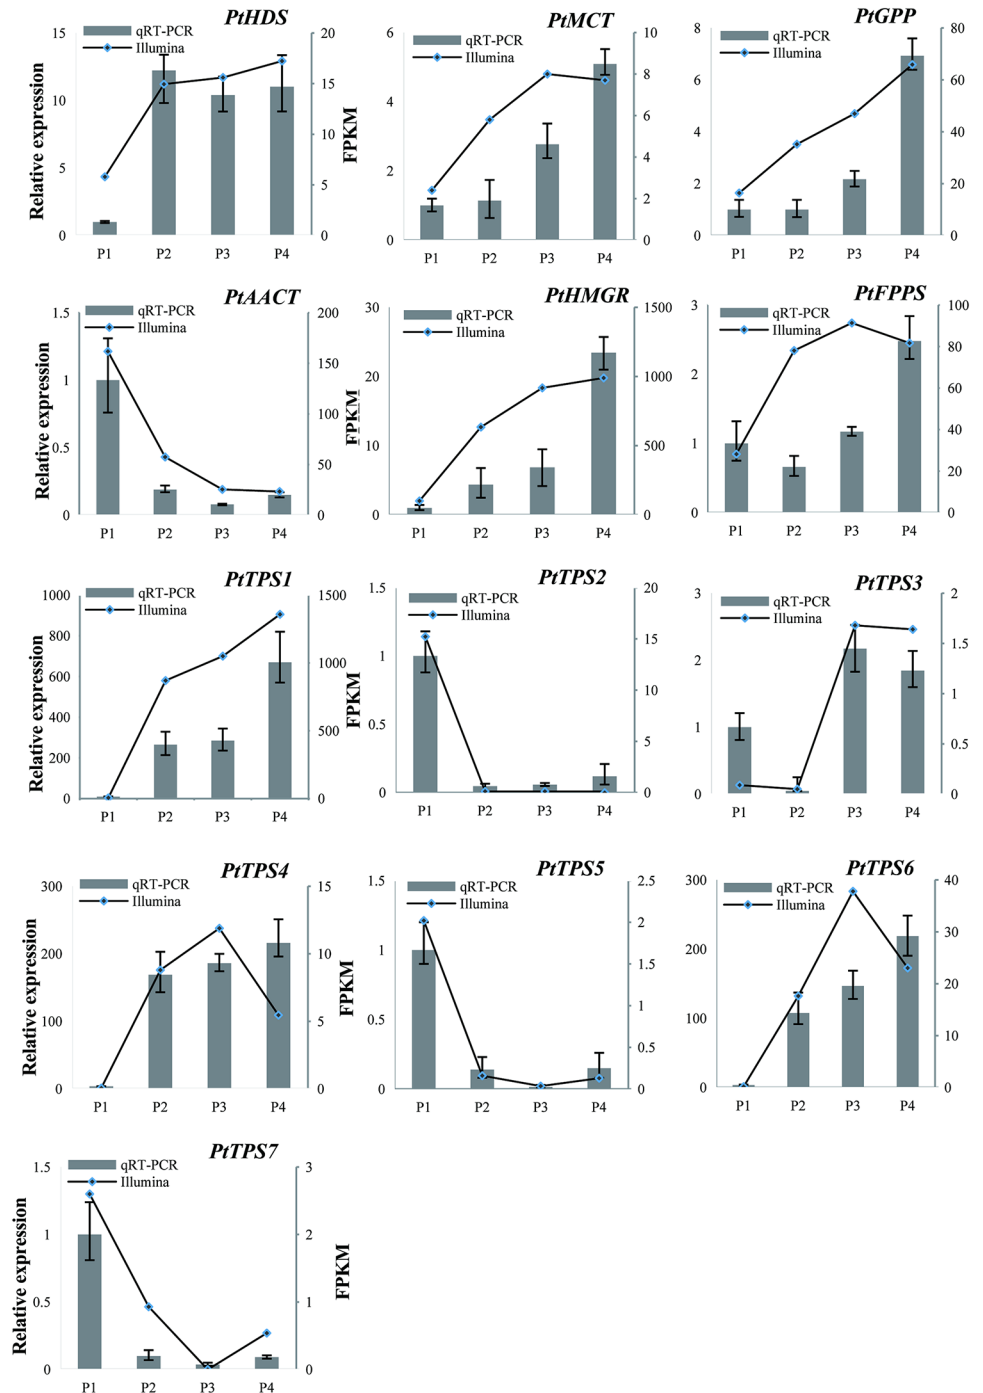 PtHDS
qRT-PCR
Illumina
Relative expression
15
10
5
0
20
15
10
5
0
FPKM
P1 P2 P3 P4
PtMCT
qRT-PCR
Illumina
6
4
2
0
10
8
6
4
2
0
P1 P2 P3 P4
PtGPP
qRT-PCR
Illumina
8
6
4
2
0
80
60
40
20
0
P1 P2 P3 P4
PtAACT
qRT-PCR
Illumina
Relative expression
1.5
1
0.5
0
200
150
100
50
0
FPKM
P1 P2 P3 P4
PtHMGR
qRT-PCR
Illumina
30
20
10
0
1500
1000
500
0
P1 P2 P3 P4
PtFPPS
qRT-PCR
Illumina
3
2
1
0
100
80
60
40
20
0
P1 P2 P3 P4
PtTPS1
qRT-PCR
Illumina
Relative expression
1000
800
600
400
200
0
1500
1000
500
0
FPKM
P1 P2 P3 P4
PtTPS2
qRT-PCR
Illumina
1.5
1
0.5
0
20
15
10
5
0
P1 P2 P3 P4
PtTPS3
qRT-PCR
Illumina
3
2
1
0
2
1.5
1
0.5
0
P1 P2 P3 P4
PtTPS4
qRT-PCR
Illumina
Relative expression
300
200
100
0
15
10
5
0
FPKM
P1 P2 P3 P4
PtTPS5
qRT-PCR
Illumina
1.5
1
0.5
0
2.5
2
1.5
1
0.5
0
P1 P2 P3 P4
PtTPS6
qRT-PCR
Illumina
300
200
100
0
40
30
20
10
0
P1 P2 P3 P4
PtTPS7
qRT-PCR
Illumina
Relative expression
1.5
1
0.5
0
3
2
1
0
FPKM
P1 P2 P3 P4